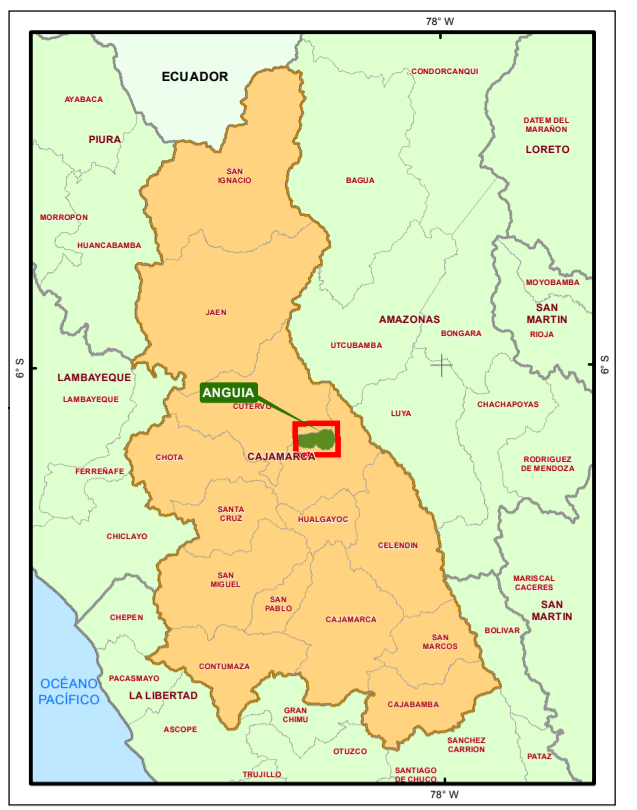 78° W
ECUADOR
CONDORCANQUI
AYABACA
DATEM DEL
MARAÑON
PIURA
LORETO
SAN
IGNACIO
BAGUA
MORROPON
HUANCABAMBA
MOYOBAMBA
SAN
MARTIN
JAEN
AMAZONAS
BONGARA
RIOJA
UTCUBAMBA
6° S
6° S
LAMBAYEQUE
LAMBAYEQUE
ANGUIA
CUTERVO
LUYA
CHACHAPOYAS
CHOTA
CAJAMARCA
FERREÑAFE
RODRIGUEZ
DE MENDOZA
SANTA
CRUZ
HUALGAYOC
CHICLAYO
CELENDIN
SAN
MIGUEL
MARISCAL
CACERES
SAN
PABLO
SAN
MARTIN
CHEPEN
CAJAMARCA
BOLIVAR
SAN
MARCOS
CONTUMAZA
OCÉANO
PACÍFICO
PACASMAYO
LA LIBERTAD
CAJABAMBA
GRAN
CHIMU
ASCOPE
SANCHEZ
CARRION
OTUZCO
PATAZ
TRUJILLO
SANTIAGO
DE CHUCO
78° W